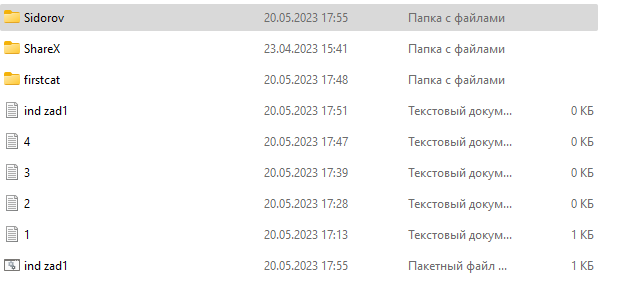 Sidorov 20.05.2023 17:55 Папка с файлами
ShareX 23.04.2023 15:41 Папка с файлами
firstcat 20.05.2023 17:48 Папка с файлами
ind zad1 20.05.2023 17:51 Текстовый докум... 0 КБ
4 20.05.2023 17:47 Текстовый докум... 0 КБ
3 20.05.2023 17:39 Текстовый докум... 0 КБ
2 20.05.2023 17:28 Текстовый докум... 0 КБ
1 20.05.2023 17:13 Текстовый докум... 1 КБ
ind zad1 20.05.2023 17:55 Пакетный файл ... 1 КБ